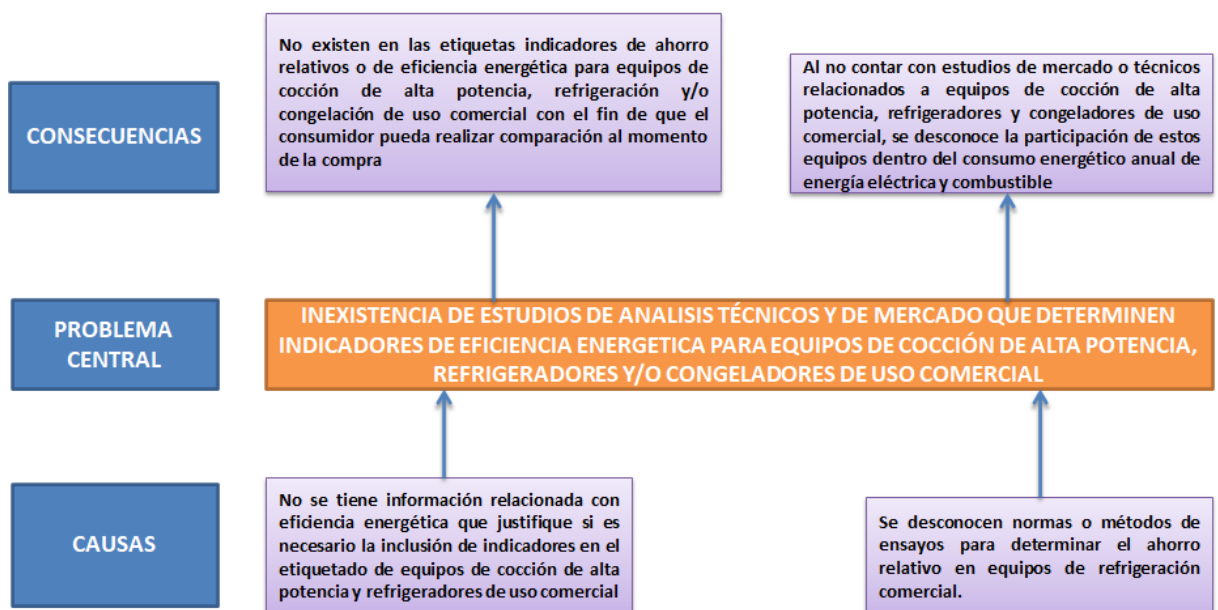 CONSECUENCIAS
No existen en las etiquetas indicadores de ahorro
relativos o de eficiencia energética para equipos de
cocción de alta potencia, refrigeración y/o
congelación de uso comercial con el fin de que el
consumidor pueda realizar comparación al momento
de la compra
Al no contar con estudios de mercado o técnicos
relacionados a equipos de cocción de alta
potencia, refrigeradores y congeladores de uso
comercial, se desconoce la participación de estos
equipos dentro del consumo energético anual de
energía eléctrica y combustible
PROBLEMA
CENTRAL
INEXISTENCIA DE ESTUDIOS DE ANALISIS TÉCNICOS Y DE MERCADO QUE DETERMINEN
INDICADORES DE EFICIENCIA ENERGETICA PARA EQUIPOS DE COCCIÓN DE ALTA POTENCIA,
REFRIGERADORES Y/O CONGELADORES DE USO COMERCIAL
CAUSAS
No se tiene información relacionada con
eficiencia energética que justifique si es
necesario la inclusión de indicadores en el
etiquetado de equipos de cocción de alta
potencia y refrigeradores de uso comercial
Se desconocen normas o métodos de
ensayos para determinar el ahorro
relativo en equipos de refrigeración
comercial.